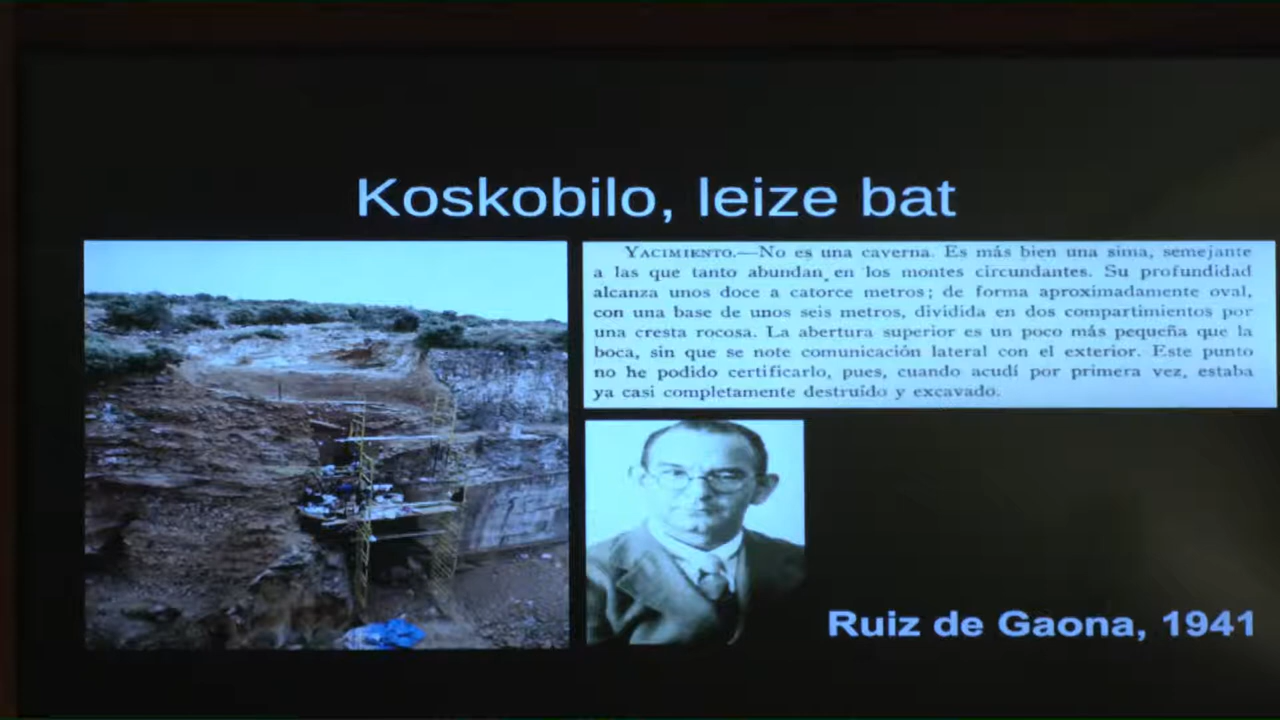 Koskobilo, leize bat
YACIMIENTO.—No es una caverna. Es más bien una sima, semejante
a las que tanto abundan en los montes circundantes. Su profundidad
alcanza unos doce a catorce metros; de forma aproximadamente oval,
con una base de unos seis metros, dividida en dos compartimientos por
una cresta rocosa. La abertura superior es un poco más pequeña que la
boca, sin que se note comunicación lateral con el exterior. Este punto
no he podido certificarlo, pues, cuando acudí por primera vez, estaba
ya casi completamente destruído y excavado.
Ruiz de Gaona, 1941